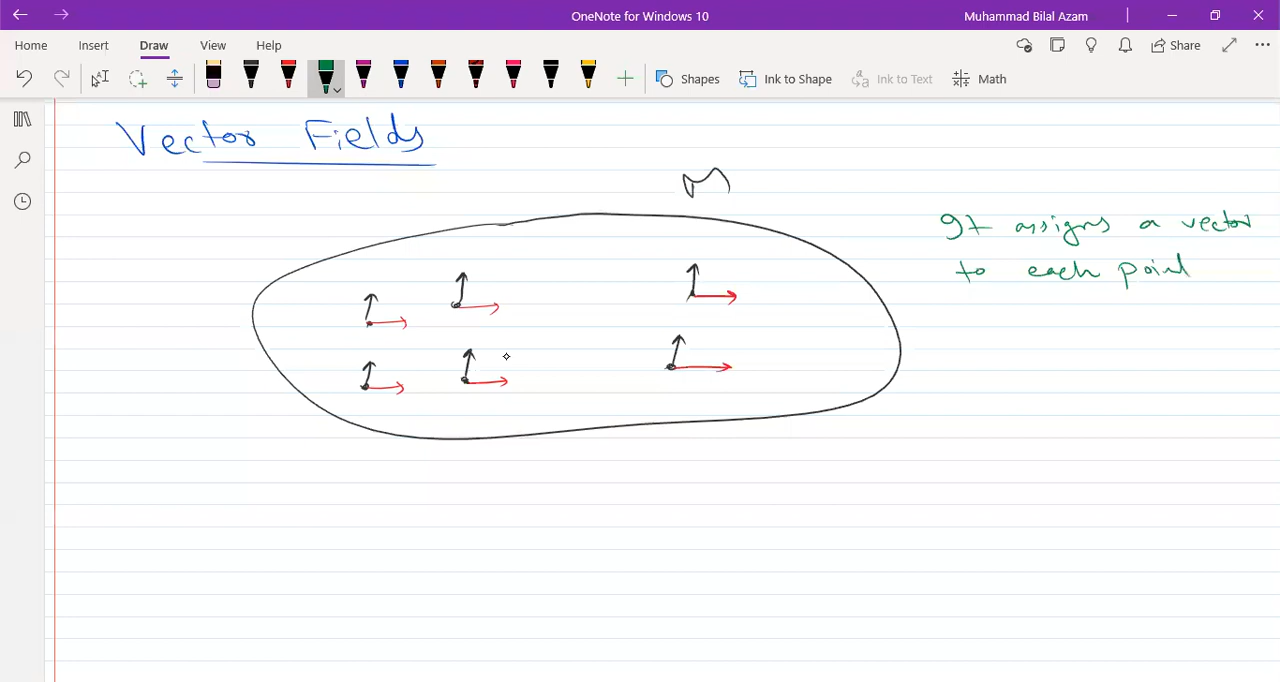 OneNote for Windows 10
Muhammad Bilal Azam
Home Insert Draw View Help
Share
Shapes Ink to Shape Ink to Text Math
Vector Fields
M
It assigns a vector
to each point